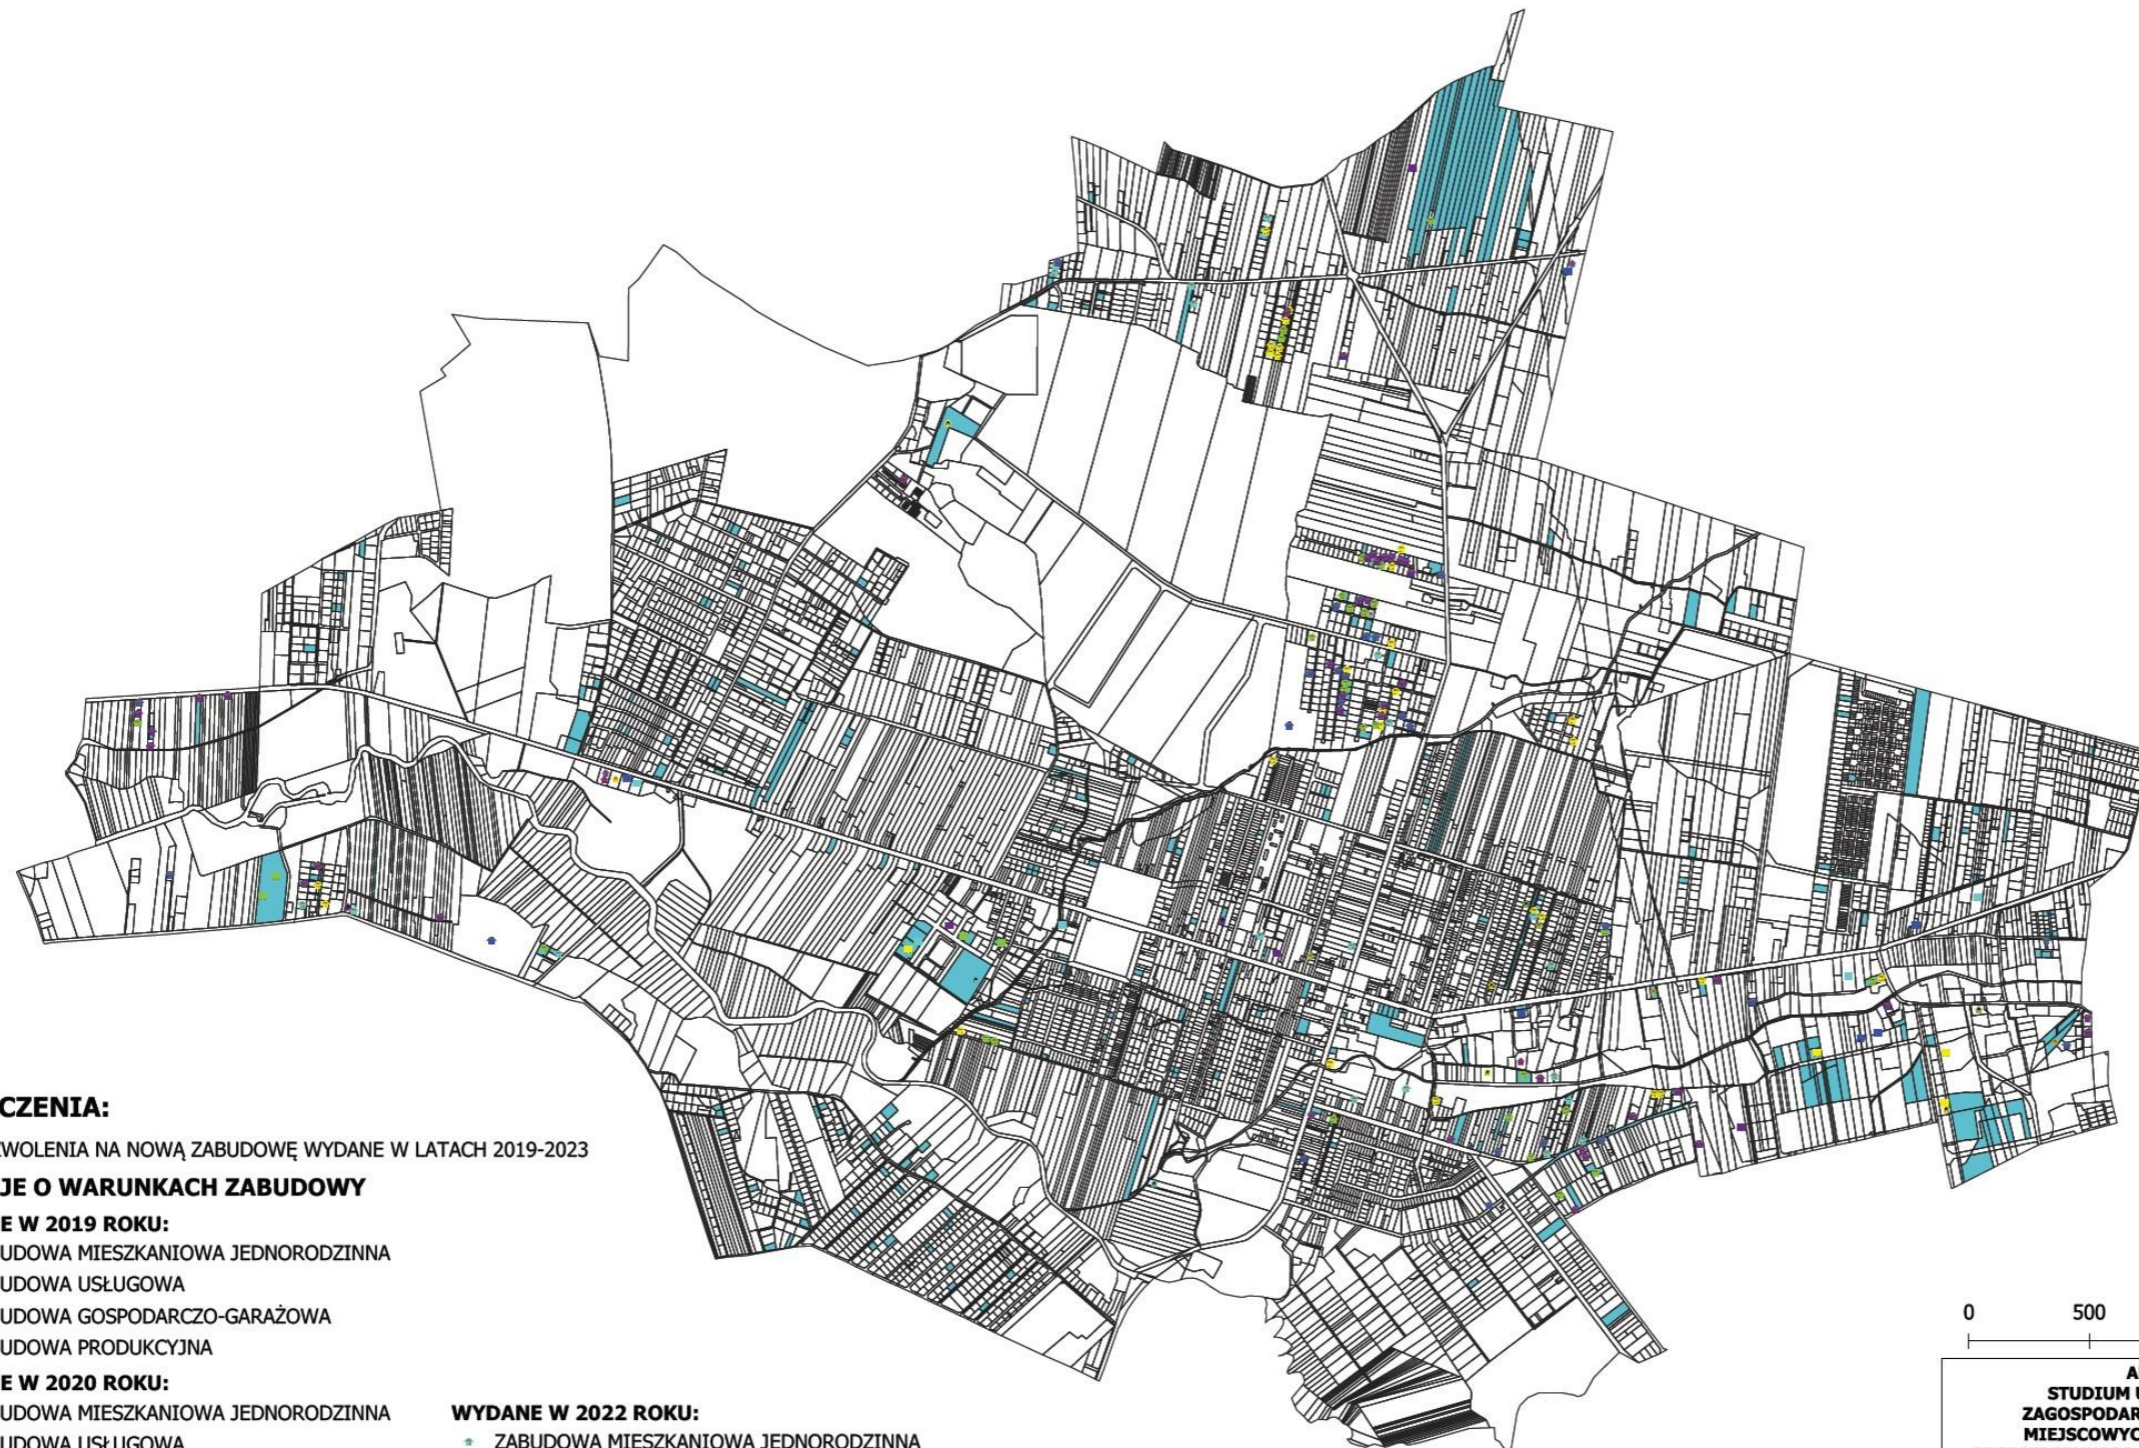 CZENIA:
WOLENIA NA NOWĄ ZABUDOWĘ WYDANE W LATACH 2019-2023
JE O WARUNKACH ZABUDOWY
E W 2019 ROKU:
UDOWA MIESZKANIOWA JEDNORODZINNA
UDOWA USŁUGOWA
UDOWA GOSPODARCZO-GARAŻOWA
UDOWA PRODUKCYJNA
E W 2020 ROKU:
UDOWA MIESZKANIOWA JEDNORODZINNA
UDOWA USŁUGOWA
WYDANE W 2022 ROKU:
ZABUDOWA MIESZKANIOWA JEDNORODZINNA
0 500
A
STUDIUM U
ZAGOSPODAR
MIEJSCOWYC